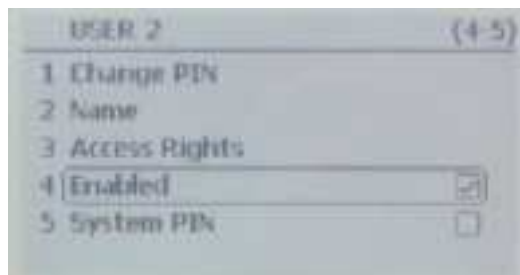 USER 2 (4-5)
1 Change PIN
2 Name
3 Access Rights
4 Enabled
5 System PIN